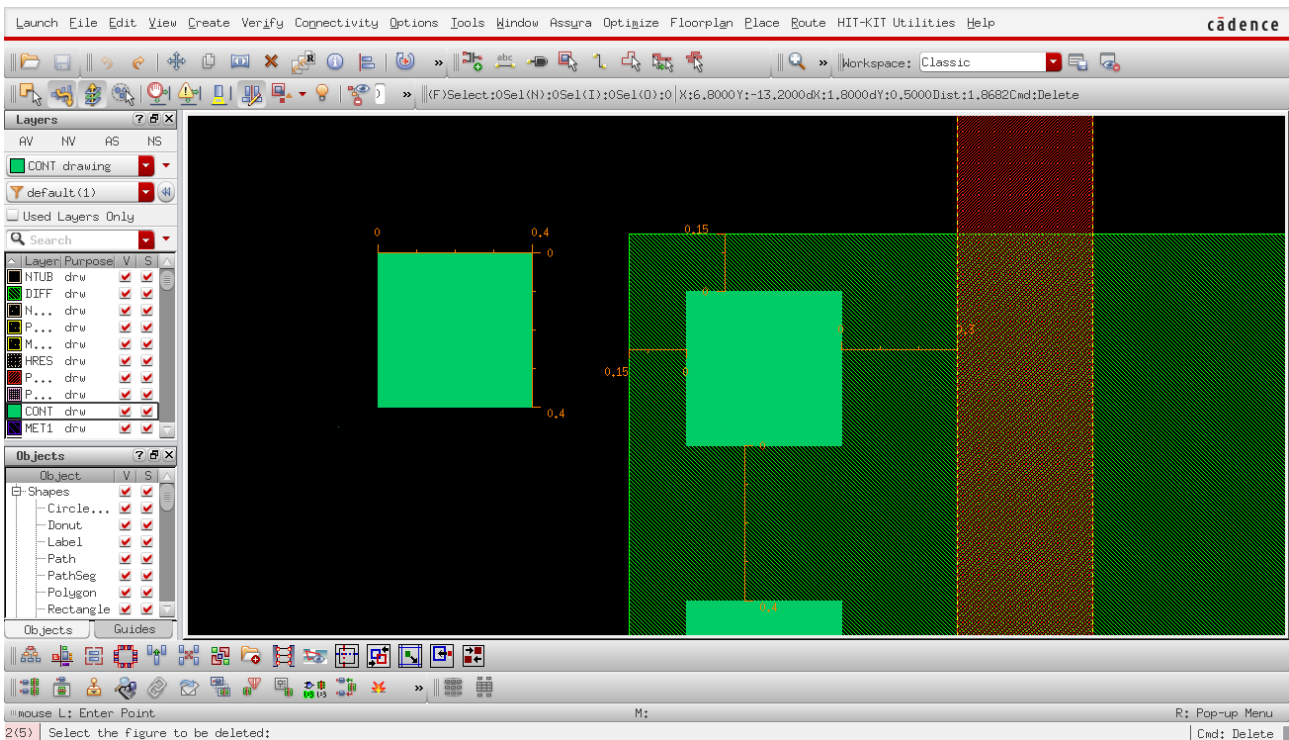 Launch File Edit View Create Verify Connectivity Options Tools Window Assura Optimize Floorplan Place Route HIT-KIT Utilities Help
cādence
Workspace: Classic
(F)Select:0Sel(N):0Sel(I):0Sel(O):0 X:6.8000Y:-13.2000dX:1.8000dY:0.5000Dist:1.8682Cmd:Delete
Layers
AV NV AS NS
CONT drawing
default(1)
Used Layers Only
Search
Layer Purpose V S
NTUB drw
DIFF drw
N... drw
P... drw
M... drw
HRES drw
P... drw
P... drw
CONT drw
MET1 drw
Objects
Object V S
Shapes
Circle...
Donut
Label
Path
PathSeg
Polygon
Rectangle
Objects Guides
0 0.4
0
0.4
0.15
0
0 0.3
0.15 0
0
0.4
mouse L: Enter Point M: R: Pop-up Menu
2(5) Select the figure to be deleted: Cmd: Delete